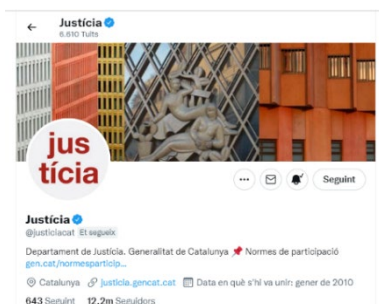 Justícia
6.610 Tuits
jus
tícia
Seguint
Justícia
@justiciacat Et segueix
Departament de Justícia. Generalitat de Catalunya 📌 Normes de participació
gen.cat/normesparticip...
Catalunya justicia.gencat.cat Data en què s'hi va unir: gener de 2010
643 Seguint 12,2m Seguidors